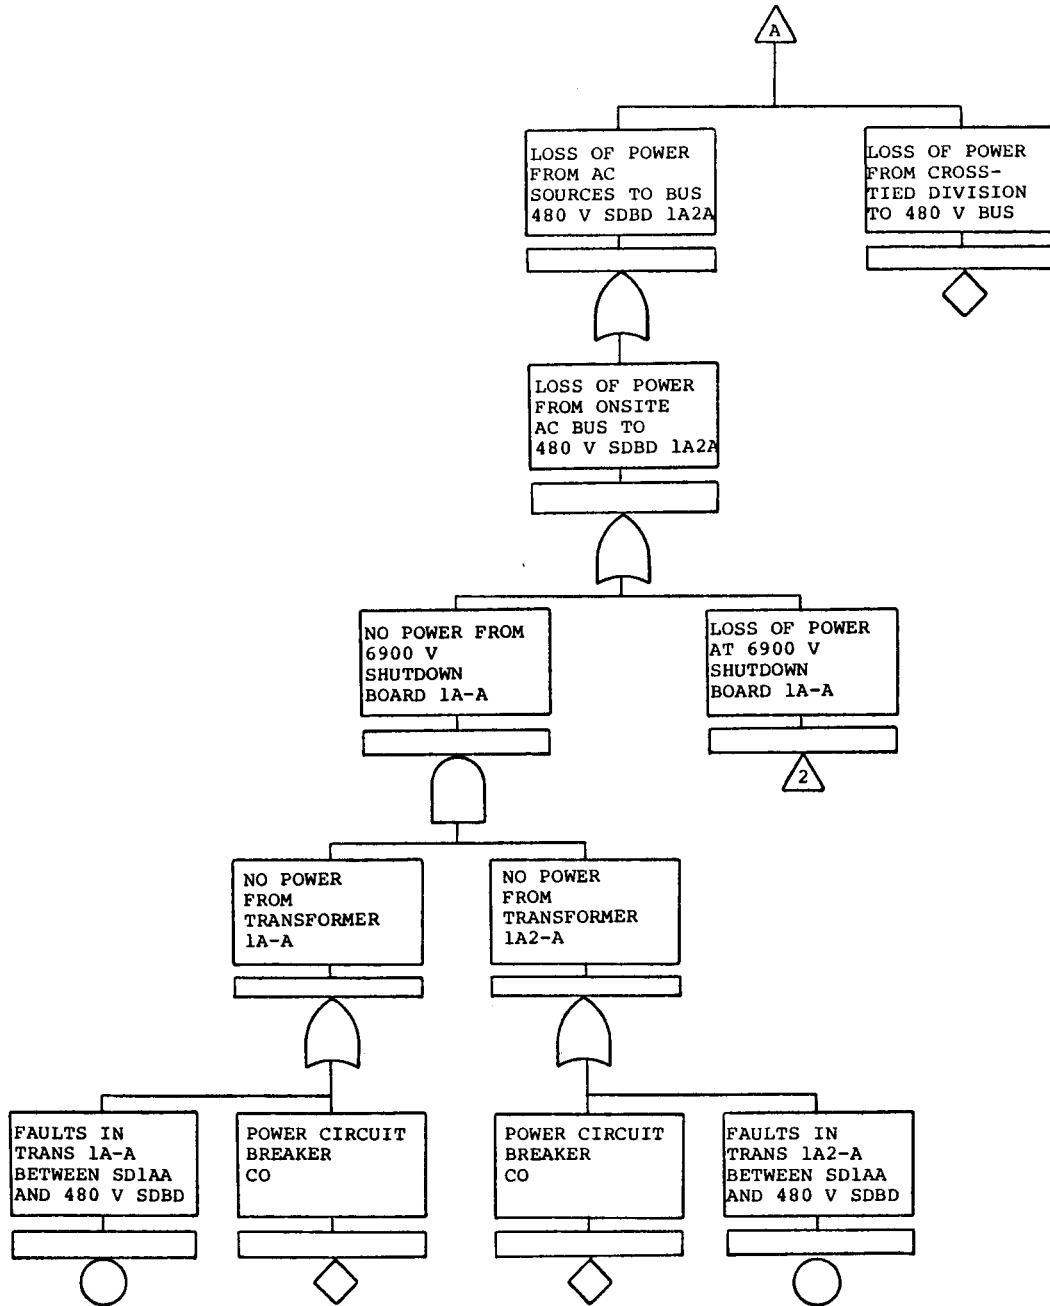 A
LOSS OF POWER
FROM AC
SOURCES TO BUS
480 V SDBD 1A2A
LOSS OF POWER
FROM CROSS-
TIED DIVISION
TO 480 V BUS
LOSS OF POWER
FROM ONSITE
AC BUS TO
480 V SDBD 1A2A
NO POWER FROM
6900 V
SHUTDOWN
BOARD 1A-A
LOSS OF POWER
AT 6900 V
SHUTDOWN
BOARD 1A-A
2
NO POWER
FROM
TRANSFORMER
1A-A
NO POWER
FROM
TRANSFORMER
1A2-A
FAULTS IN
TRANS 1A-A
BETWEEN SD1AA
AND 480 V SDBD
POWER CIRCUIT
BREAKER
CO
POWER CIRCUIT
BREAKER
CO
FAULTS IN
TRANS 1A2-A
BETWEEN SD1AA
AND 480 V SDBD